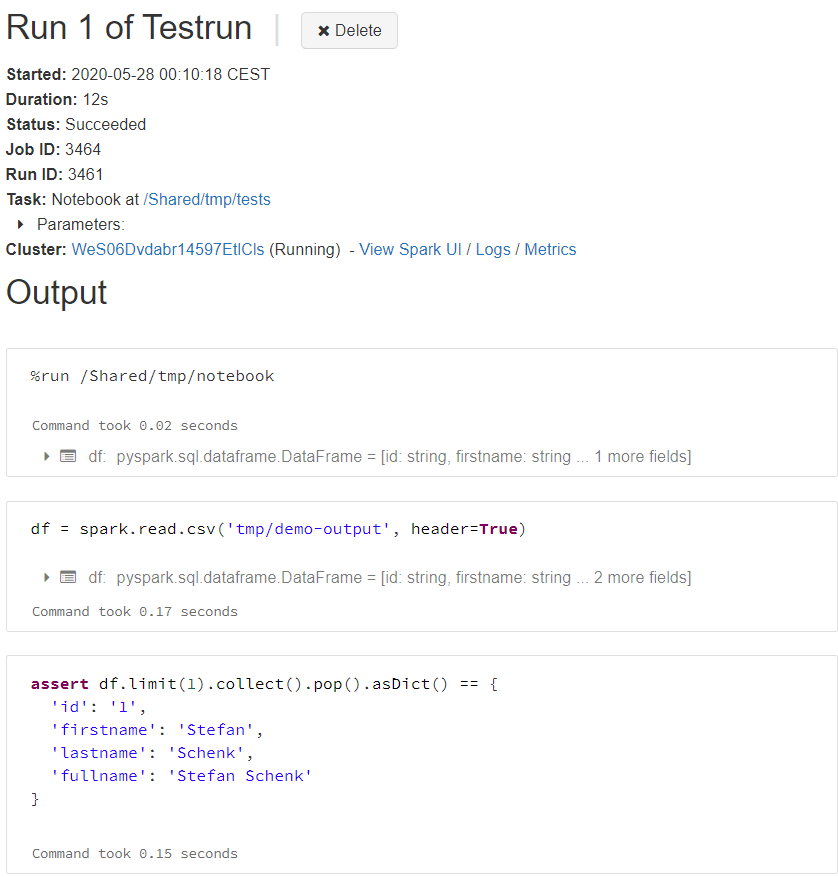 Run 1 of Testrun
✖ Delete
Started: 2020-05-28 00:10:18 CEST
Duration: 12s
Status: Succeeded
Job ID: 3464
Run ID: 3461
Task: Notebook at /Shared/tmp/tests
Parameters:
Cluster: WeS06Dvdabr14597EtlCls (Running) - View Spark UI / Logs / Metrics
Output
%run /Shared/tmp/notebook
Command took 0.02 seconds
df: pyspark.sql.dataframe.DataFrame = [id: string, firstname: string ... 1 more fields]
df = spark.read.csv('tmp/demo-output', header=True)
df: pyspark.sql.dataframe.DataFrame = [id: string, firstname: string ... 2 more fields]
Command took 0.17 seconds
assert df.limit(1).collect().pop().asDict() == {
'id': '1',
'firstname': 'Stefan',
'lastname': 'Schenk',
'fullname': 'Stefan Schenk'
}
Command took 0.15 seconds